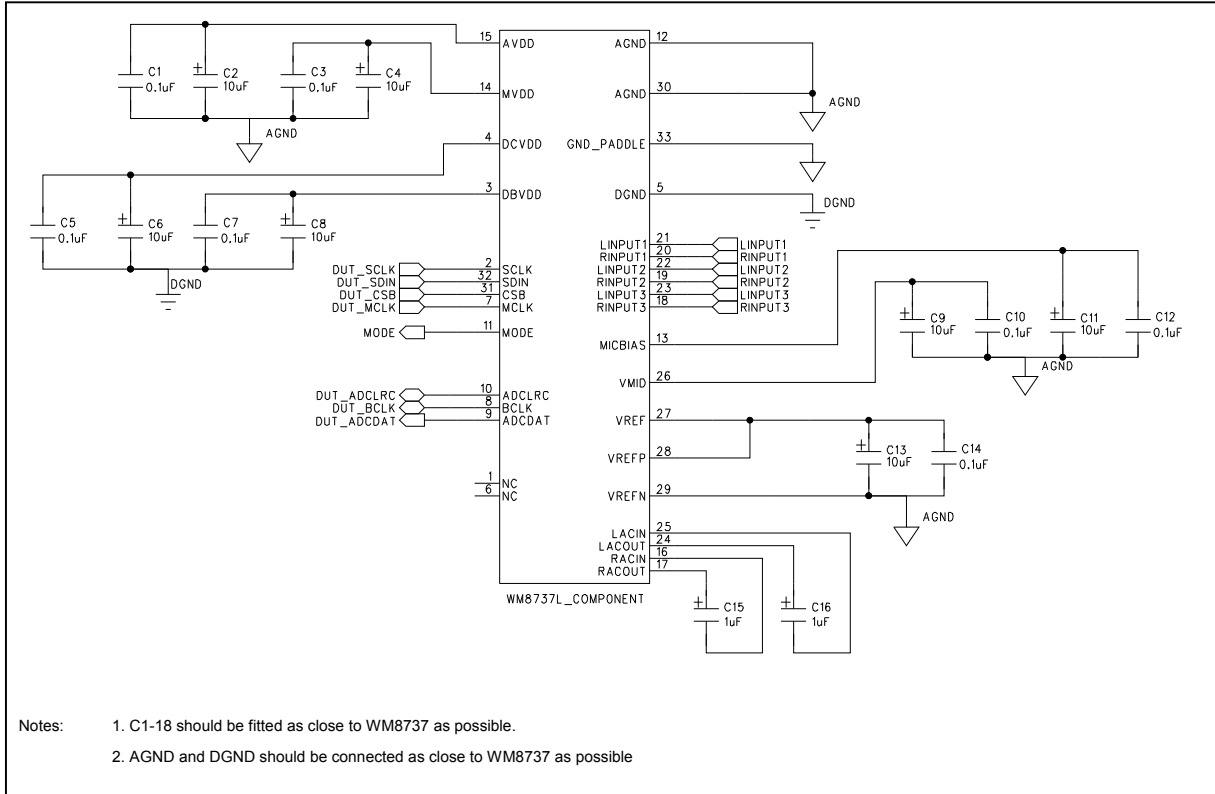 15 AVDD
14 MVDD
4 DCVDD
3 DBVDD
C1 0.1uF
C2 10uF
C3 0.1uF
C4 10uF
AGND
C5 0.1uF
C6 10uF
C7 0.1uF
C8 10uF
DGND
DUT_SCLK 2 SCLK
DUT_SDIN 32 SDIN
DUT_CSB 31 CSB
DUT_MCLK 7 MCLK
MODE 11 MODE
DUT_ADCLRC 10 ADCLRC
DUT_BCLK 8 BCLK
DUT_ADCDAT 9 ADCDAT
1 NC
6 NC
AGND 12
AGND 30
AGND
GND_PADDLE 33
DGND 5
DGND
LINPUT1 21 LINPUT1
RINPUT1 20 RINPUT1
LINPUT2 22 LINPUT2
RINPUT2 19 RINPUT2
LINPUT3 23 LINPUT3
RINPUT3 18 RINPUT3
MICBIAS 13
VMID 26
C9 10uF
C10 0.1uF
C11 10uF
C12 0.1uF
AGND
VREF 27
VREFP 28
VREFN 29
C13 10uF
C14 0.1uF
AGND
LACIN 25
LACOUT 24
RACIN 16
RACOUT 17
C15 1uF
C16 1uF
WM8737L_COMPONENT
Notes: 1. C1-18 should be fitted as close to WM8737 as possible.
2. AGND and DGND should be connected as close to WM8737 as possible